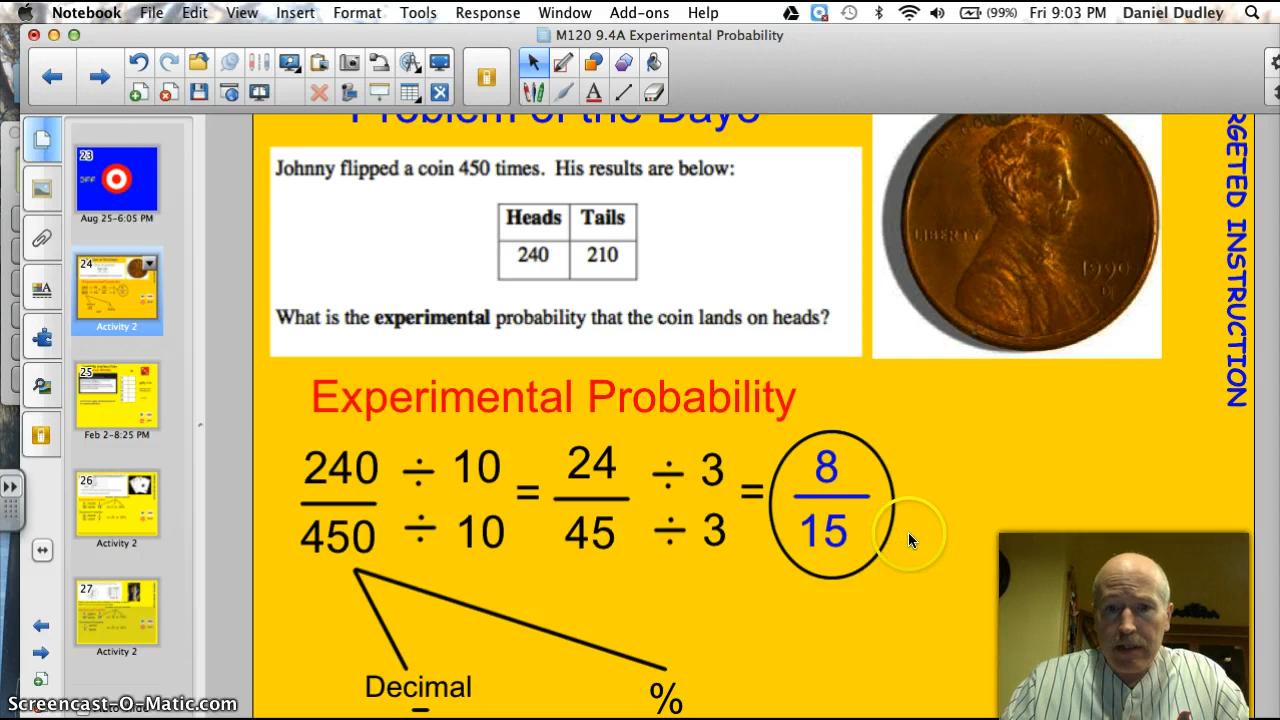 Notebook File Edit View Insert Format Tools Response Window Add-ons Help (99%) Fri 9:03 PM Daniel Dudley
M120 9.4A Experimental Probability
23
Aug 25-6:05 PM
24
Activity 2
25
Feb 2-8:25 PM
26
Activity 2
27
Activity 2
Problem of the Days
Johnny flipped a coin 450 times. His results are below:
Heads Tails
240 210
What is the experimental probability that the coin lands on heads?
LIBERTY
1990
D
RGETED INSTRUCTION
Experimental Probability
240 ÷ 10 = 24 ÷ 3 = 8
450 ÷ 10 45 ÷ 3 15
Decimal %
Screencast-O-Matic.com